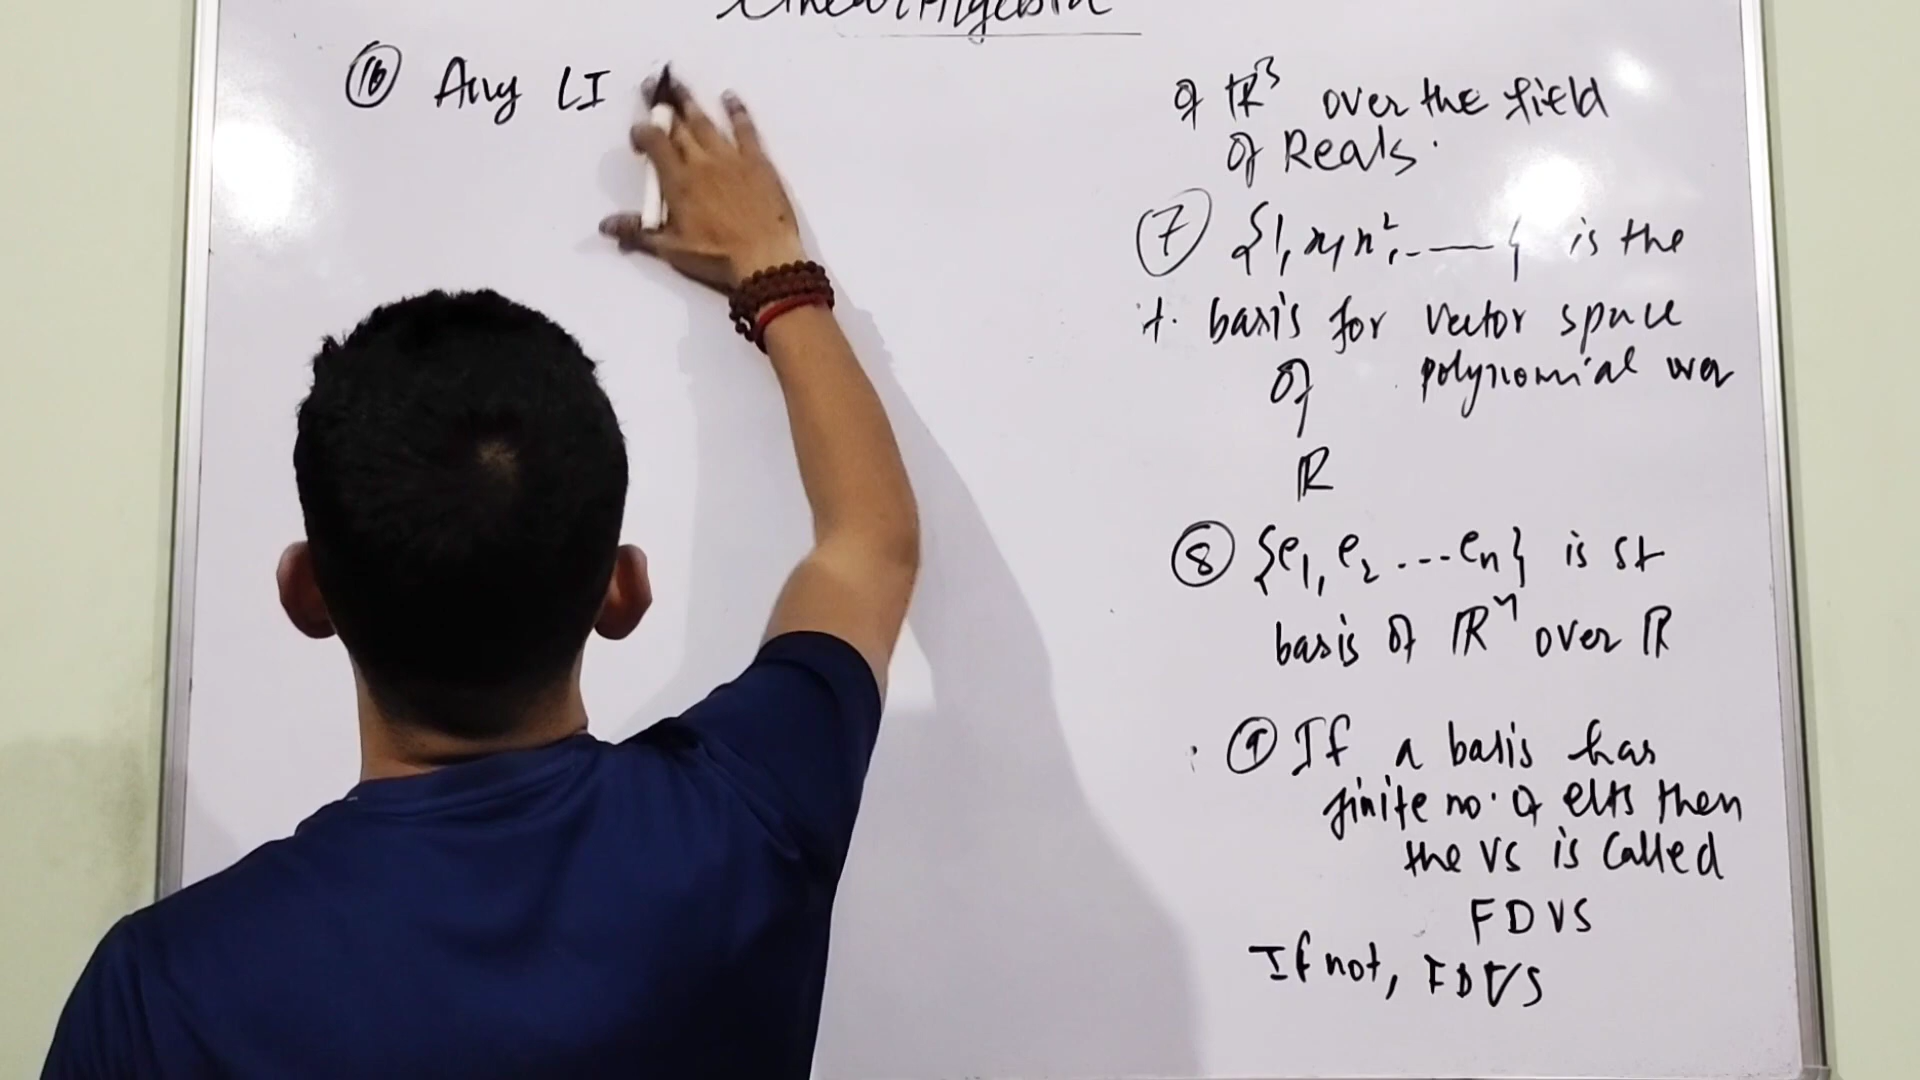 Linear Algebra
⑩ Any LI
of ℝ³ over the field
of Reals.
⑦ {1, x, x², ...} is the
st. basis for vector space
of polynomial over
ℝ
⑧ {e₁, e₂ ... eₙ} is st
basis of ℝⁿ over ℝ
⑨ If a basis has
finite no. of elts then
the VS is called
FDVS
If not,